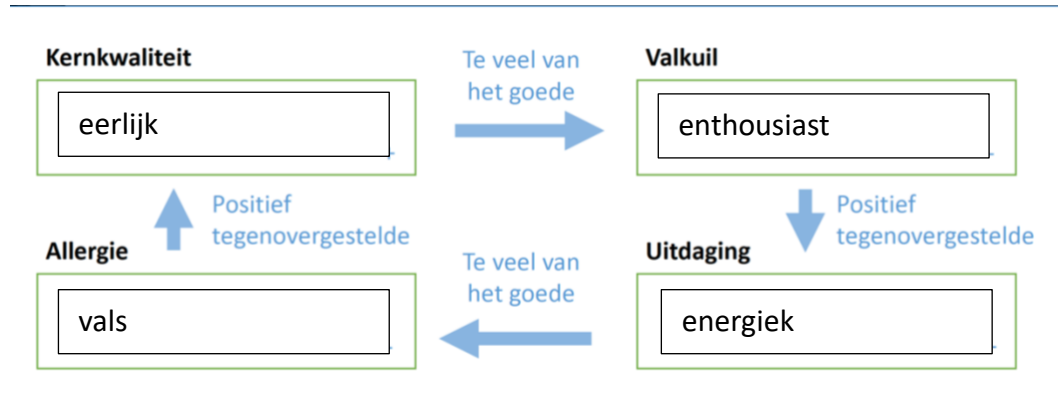 Kernkwaliteit
Te veel van
het goede
Valkuil
eerlijk
enthousiast
Positief
tegenovergestelde
Positief
tegenovergestelde
Allergie
Te veel van
het goede
Uitdaging
vals
energiek